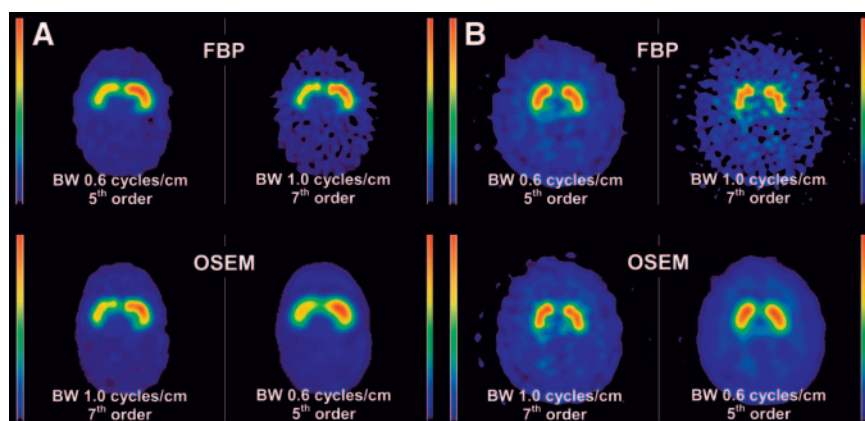 A
FBP
BW 0.6 cycles/cm
5th order
BW 1.0 cycles/cm
7th order
OSEM
BW 1.0 cycles/cm
7th order
BW 0.6 cycles/cm
5th order
B
FBP
BW 0.6 cycles/cm
5th order
BW 1.0 cycles/cm
7th order
OSEM
BW 1.0 cycles/cm
7th order
BW 0.6 cycles/cm
5th order